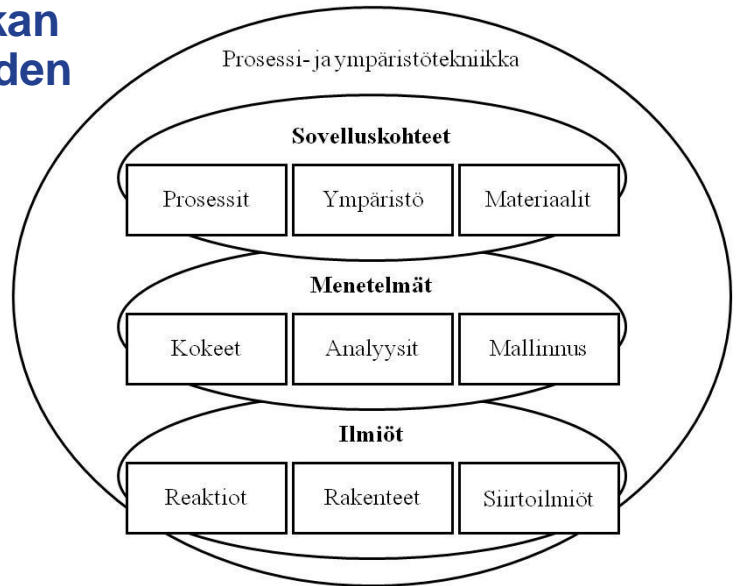 kan
den
Prosessi- ja ympäristötekniikka
Sovelluskohteet
Prosessit Ympäristö Materiaalit
Menetelmät
Kokeet Analyysit Mallinnus
Ilmiöt
Reaktiot Rakenteet Siirtoilmiöt